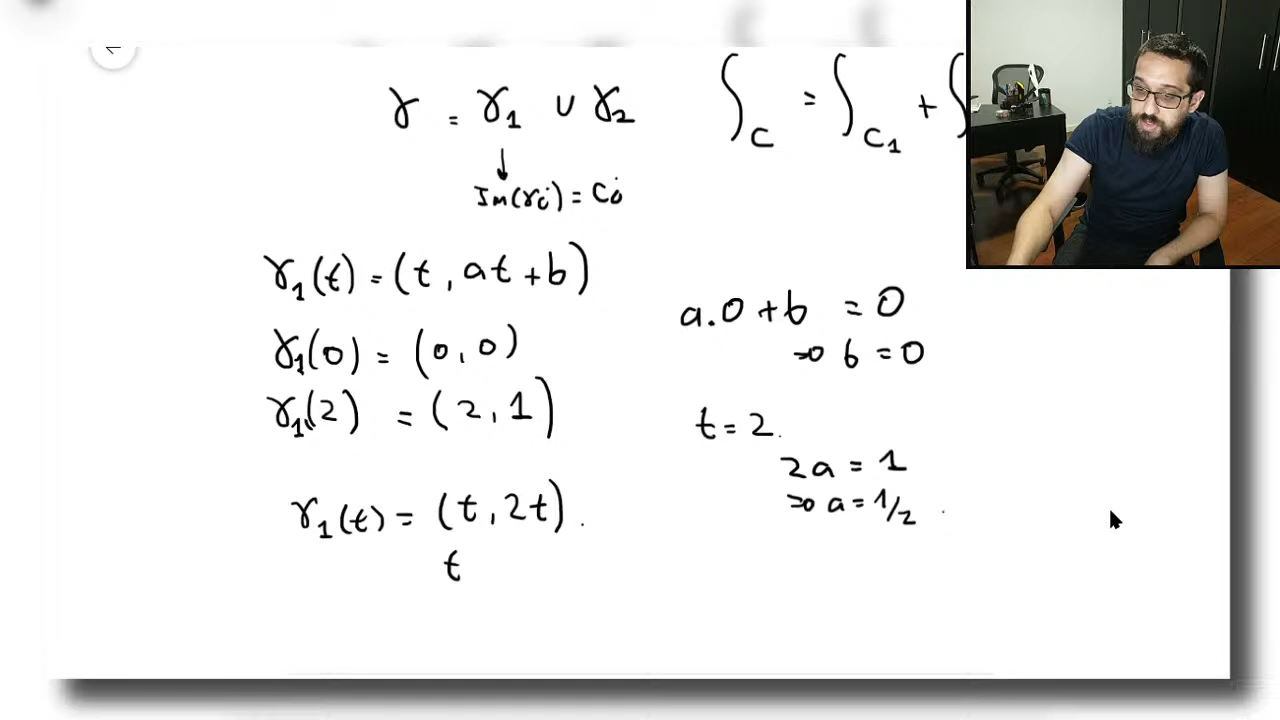 γ = γ₁ ∪ γ₂
∫_C = ∫_{C₁} + ∫
↓
Im(γi) = Ci
γ₁(t) = (t, at + b)
γ₁(0) = (0, 0)
γ₁(2) = (2, 1)
γ₁(t) = (t, 2t).
t
a.0 + b = 0
⇒ b = 0
t = 2.
2a = 1
⇒ a = 1/2.